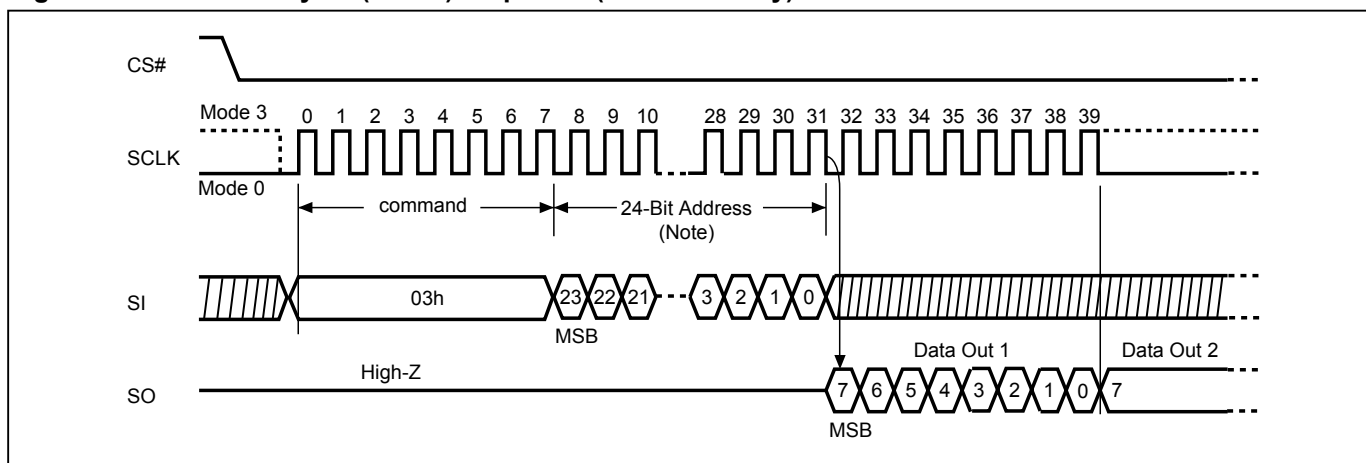 CS#
Mode 3
0 1 2 3 4 5 6 7 8 9 10 28 29 30 31 32 33 34 35 36 37 38 39
SCLK
Mode 0
command
24-Bit Address
(Note)
SI
03h
23 22 21 3 2 1 0
MSB
Data Out 1
Data Out 2
High-Z
SO
7 6 5 4 3 2 1 0 7
MSB